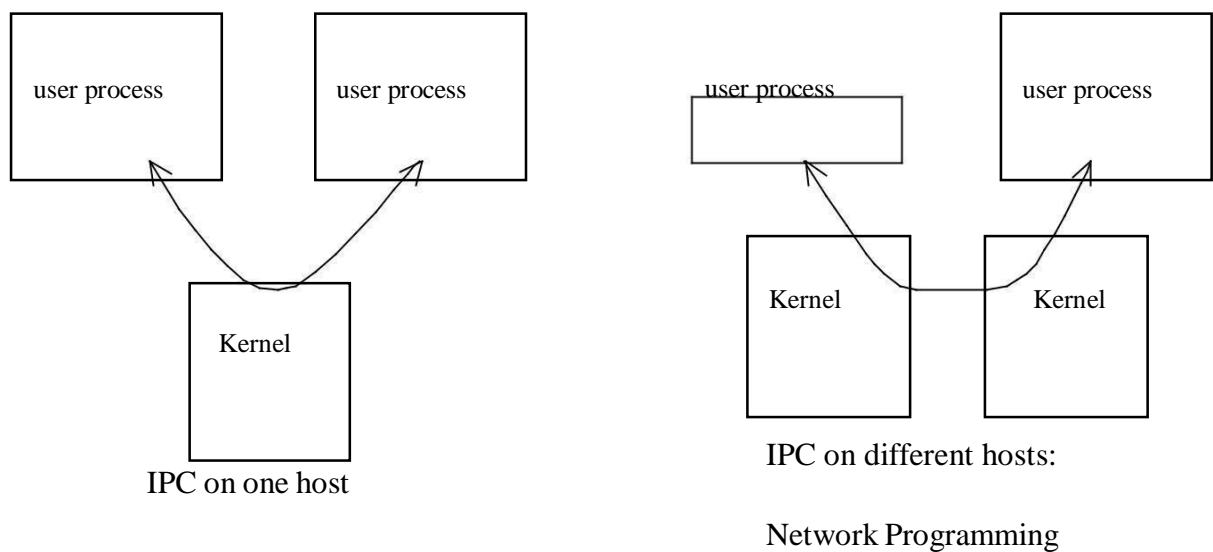 user process
user process
Kernel
IPC on one host
user process
user process
Kernel
Kernel
IPC on different hosts:
Network Programming